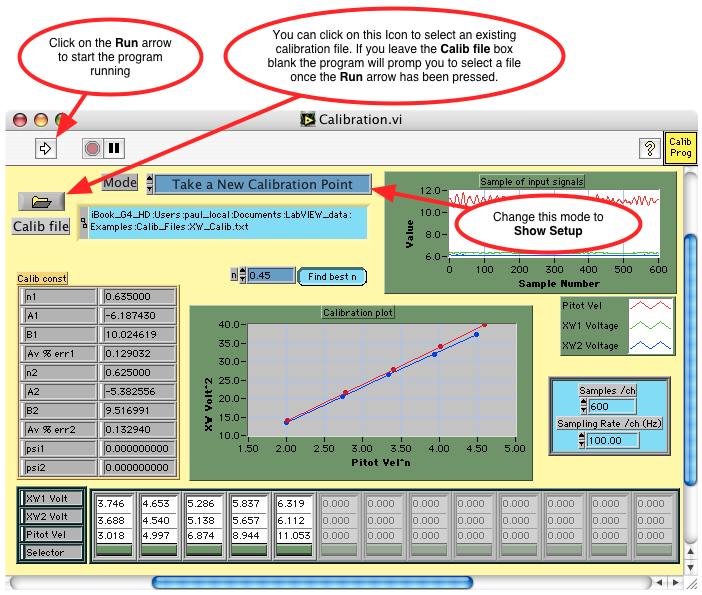 Click on the Run arrow
to start the program
running
You can click on this Icon to select an existing
calibration file. If you leave the Calib file box
blank the program will promp you to select a file
once the Run arrow has been pressed.
Calibration.vi
?
Calib
Prog
Mode
Take a New Calibration Point
Calib file
iBook_G4_HD:Users:paul_local:Documents:LabVIEW_data:
Examples:Calib_Files:XW_Calib.txt
Sample of input signals
Value
12.0
11.0
6.0
0 100 200 300 400 500 600
Sample Number
Change this mode to
Show Setup
n 0.45 Find best n
Calib const
n1 0.635000
A1 -6.187430
B1 10.024619
Av % err1 0.129032
n2 0.625000
A2 -5.382556
B2 9.516991
Av % err2 0.132940
psi1 0.000000000
psi2 0.000000000
Calibration plot
XW Volt^2
40.0
35.0
30.0
25.0
20.0
15.0
10.0
1.50 2.00 2.50 3.00 3.50 4.00 4.50 5.00
Pitot Vel^n
Pitot Vel
XW1 Voltage
XW2 Voltage
Samples /ch
600
Sampling Rate /ch (Hz)
100.00
XW1 Volt 3.746 4.653 5.286 5.837 6.319 0.000 0.000 0.000 0.000 0.000 0.000 0.000 0.000
XW2 Volt 3.688 4.540 5.138 5.657 6.112 0.000 0.000 0.000 0.000 0.000 0.000 0.000 0.000
Pitot Vel 3.018 4.997 6.874 8.944 11.053 0.000 0.000 0.000 0.000 0.000 0.000 0.000 0.000
Selector